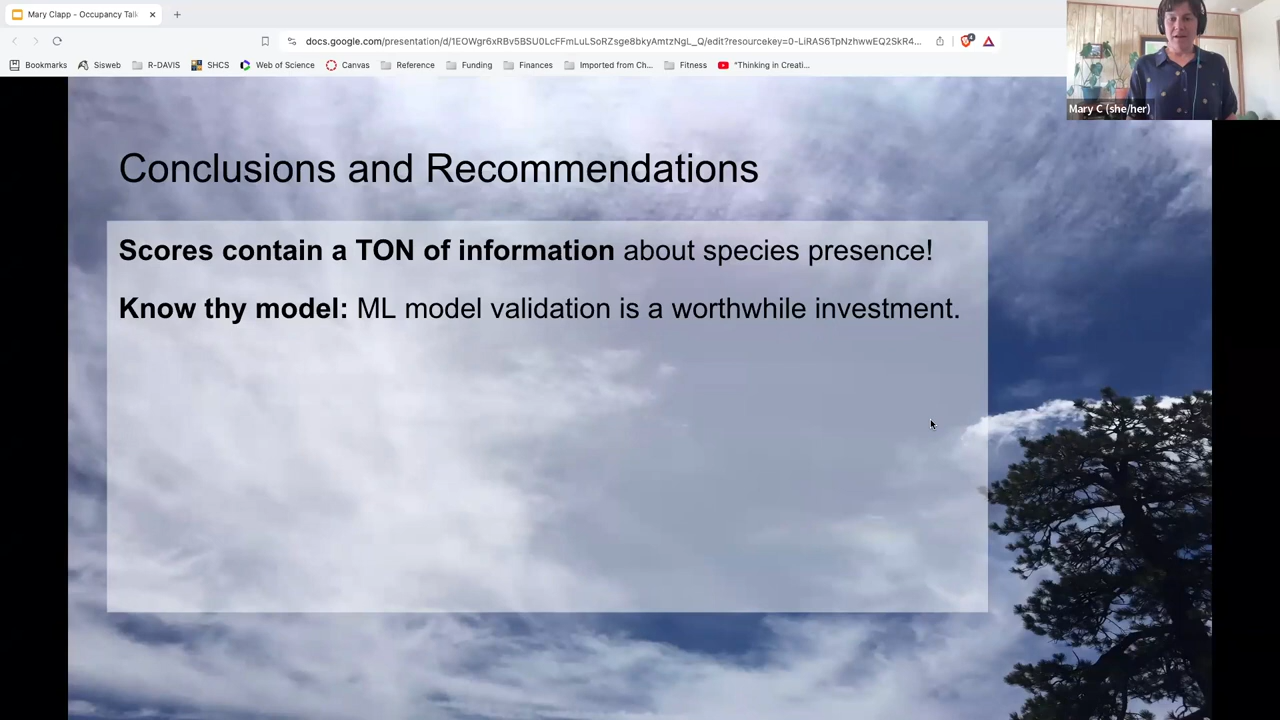 Mary Clapp - Occupancy Tal
docs.google.com/presentation/d/1EOWgr6xRBv5BSU0LcFFmLuLSoRZsge8bkyAmtzNgL_Q/edit?resourcekey=0-LiRAS6TpNzhwwEQ2SkR4...
4
Bookmarks Sisweb R-DAVIS SHCS Web of Science Canvas Reference Funding Finances Imported from Ch... Fitness "Thinking in Creati...
Mary C (she/her)
Conclusions and Recommendations
Scores contain a TON of information about species presence!
Know thy model: ML model validation is a worthwhile investment.